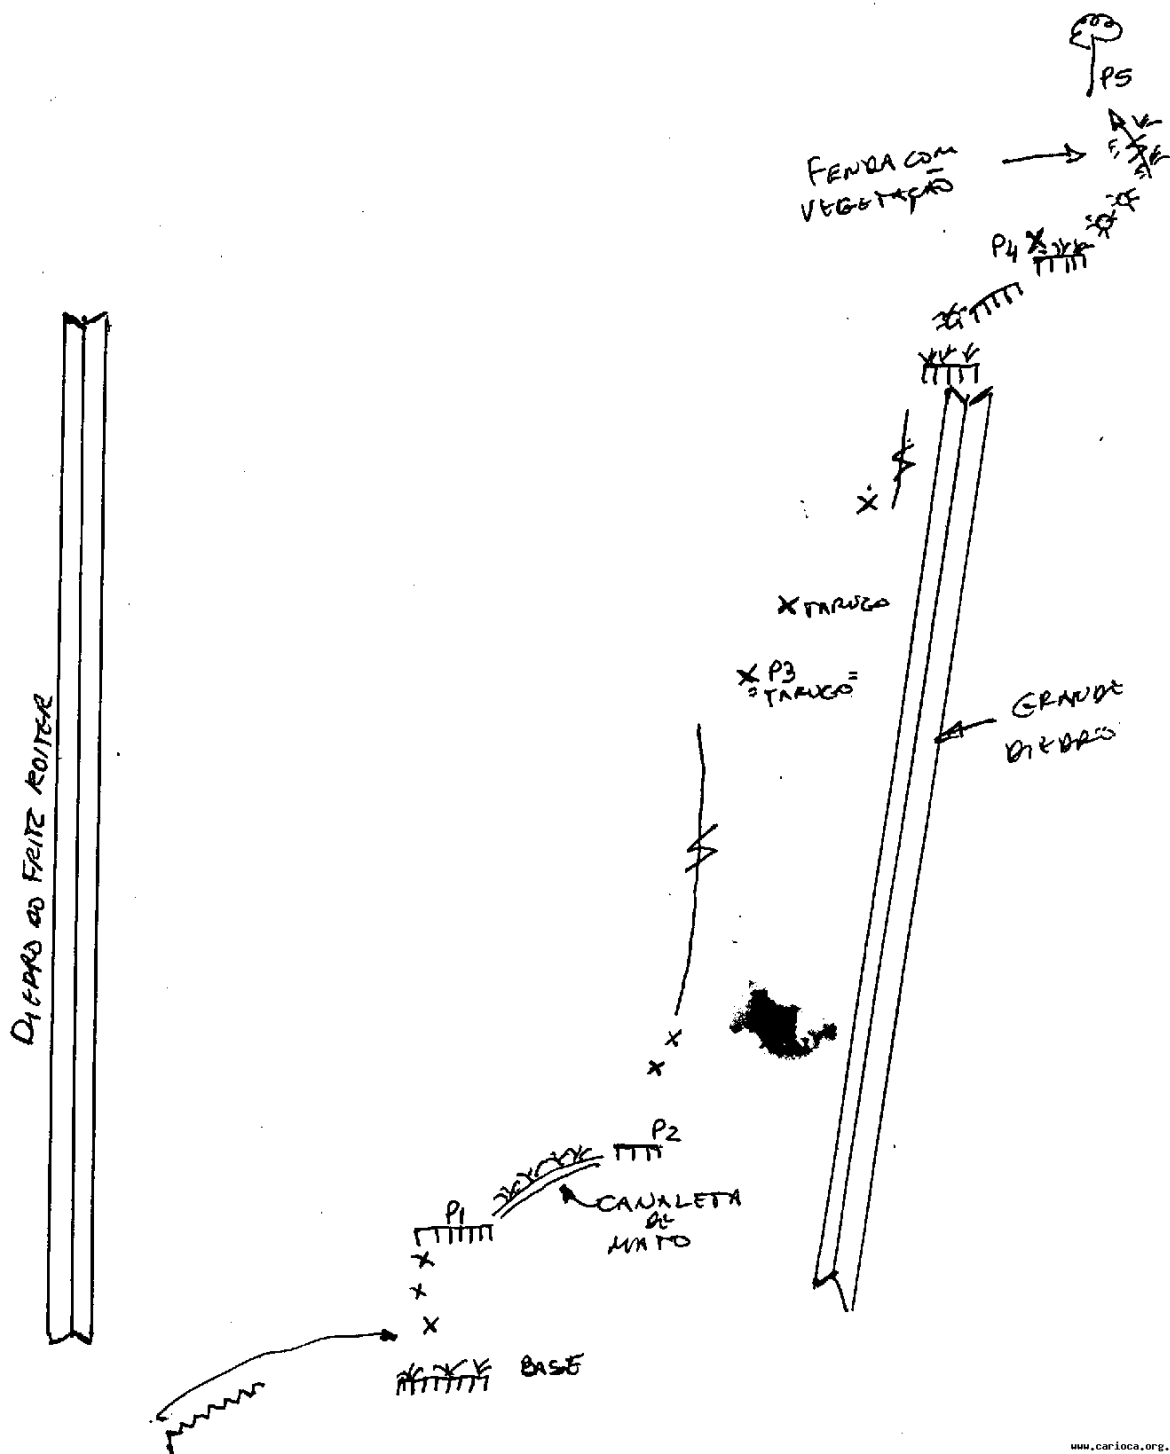 P5
FENDA COM
VEGETAÇÃO
P4
TARUGO
P3
"TARUGO"
GRANDE
DIEDRO
DIEDRO DO FRITZ ROITER
P2
P1
CANALETA
DE
MATO
BASE
www.carioca.org.